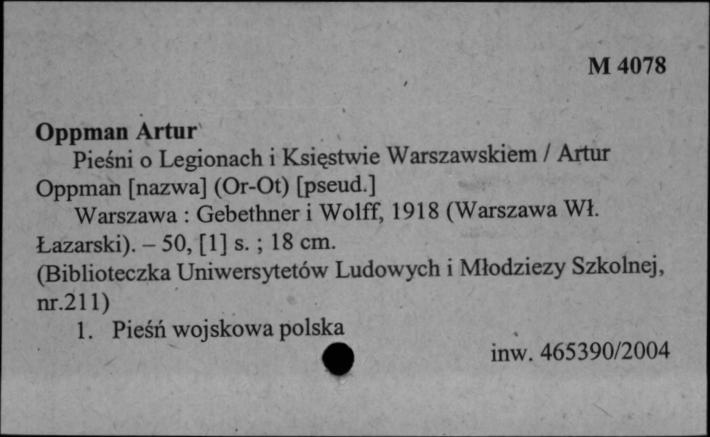 M 4078
Oppman Artur
Pieśni o Legionach i Księstwie Warszawskiem / Artur
Oppman [nazwa] (Or-Ot) [pseud.]
Warszawa : Gebethner i Wolff, 1918 (Warszawa Wł.
Łazarski). – 50, [1] s. ; 18 cm.
(Biblioteczka Uniwersytetów Ludowych i Młodziezy Szkolnej,
nr.211)
1. Pieśń wojskowa polska
inw. 465390/2004